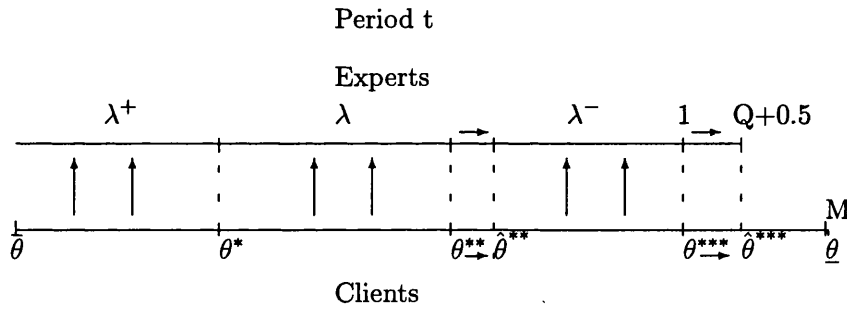 Period t
Experts
λ⁺ λ λ⁻ 1 Q+0.5
M
θ̄ θ* θ** θ̂** θ*** θ̂*** θ̲
Clients